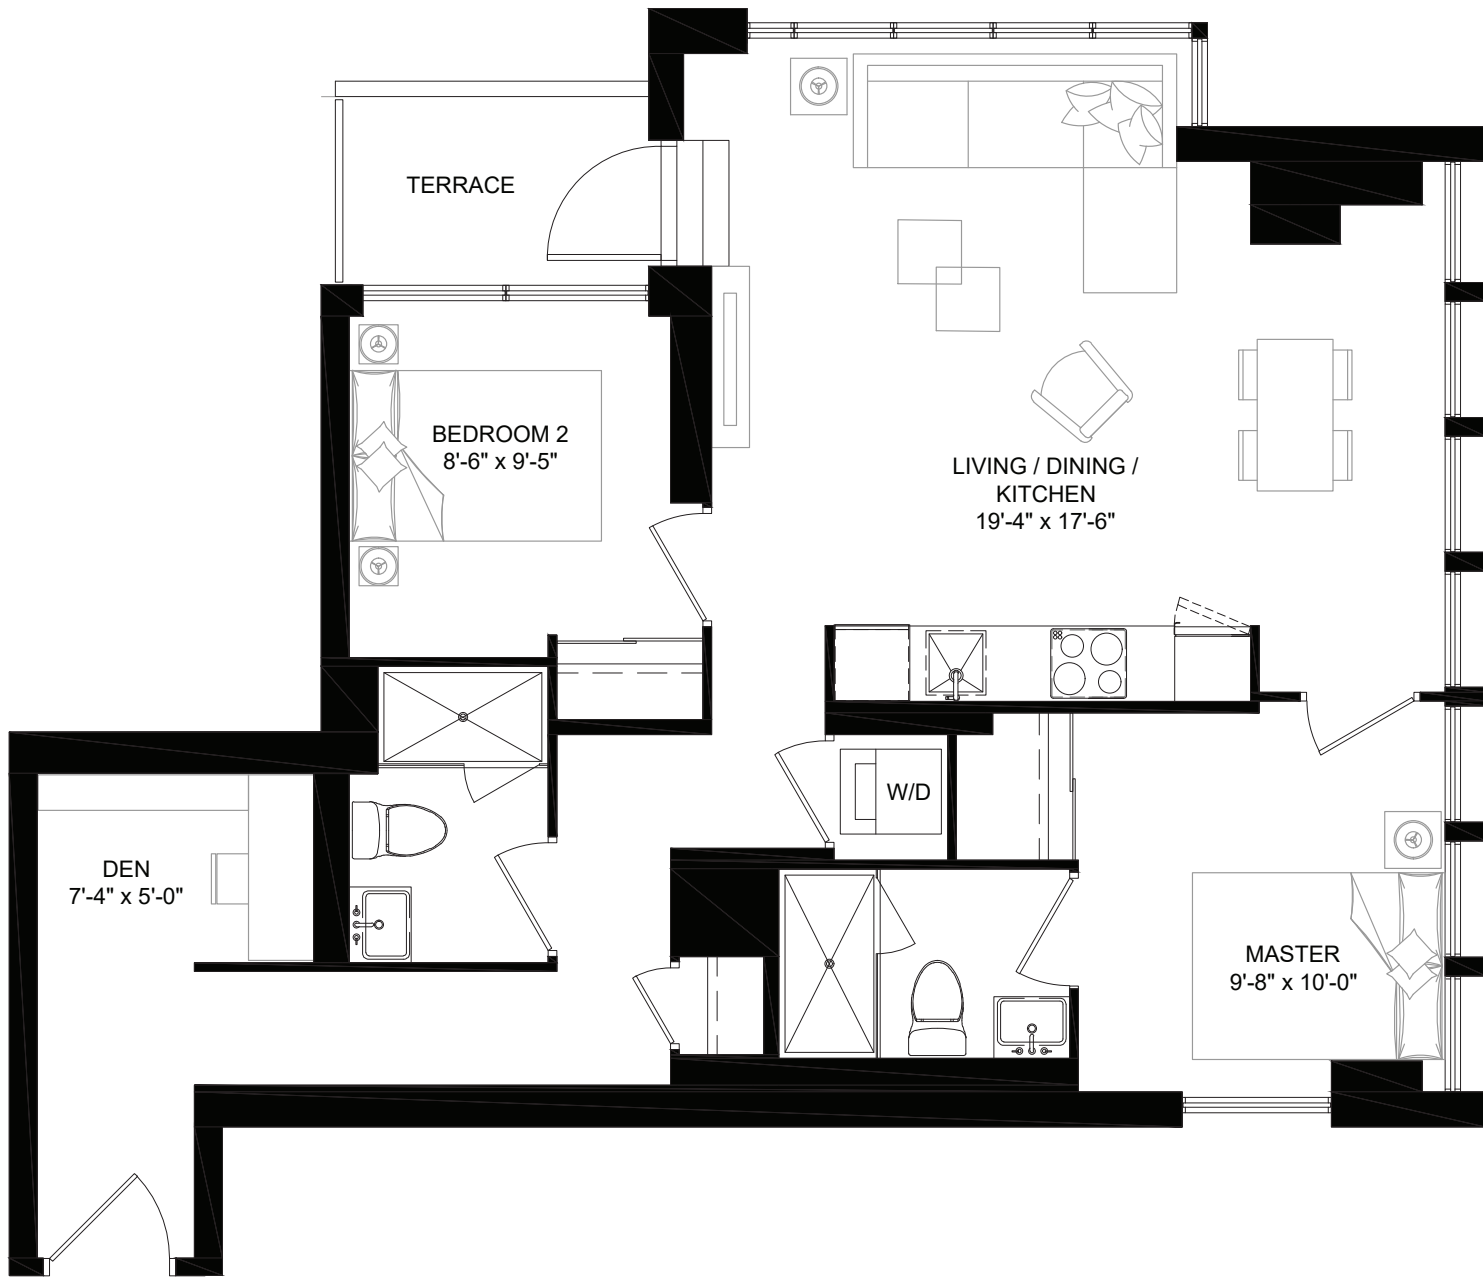 TERRACE
BEDROOM 2
8'-6" x 9'-5"
LIVING / DINING /
KITCHEN
19'-4" x 17'-6"
W/D
DEN
7'-4" x 5'-0"
MASTER
9'-8" x 10'-0"